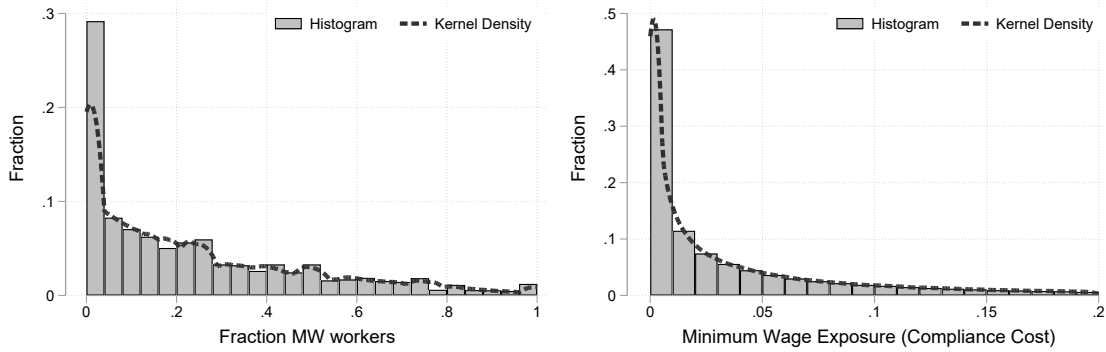 .3
.2
.1
0
Fraction
Histogram
Kernel Density
0
.2
.4
.6
.8
1
Fraction MW workers
.5
.4
.3
.2
.1
0
Fraction
Histogram
Kernel Density
0
.05
.1
.15
.2
Minimum Wage Exposure (Compliance Cost)